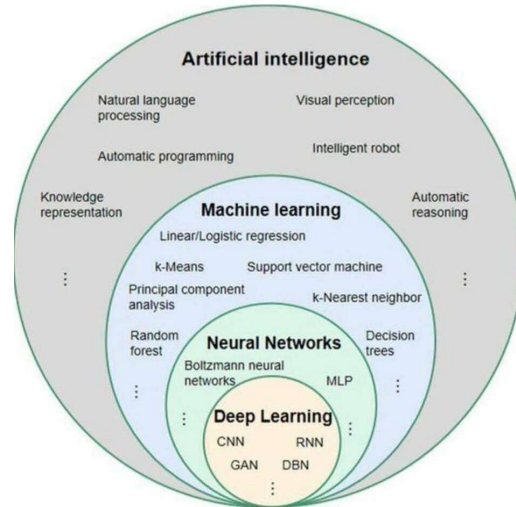 Artificial intelligence
Natural language
processing
Visual perception
Automatic programming
Intelligent robot
Knowledge
representation
Automatic
reasoning
Machine learning
Linear/Logistic regression
k-Means
Support vector machine
Principal component
analysis
k-Nearest neighbor
Random
forest
Neural Networks
Decision
trees
Boltzmann neural
networks
MLP
Deep Learning
CNN
RNN
GAN
DBN